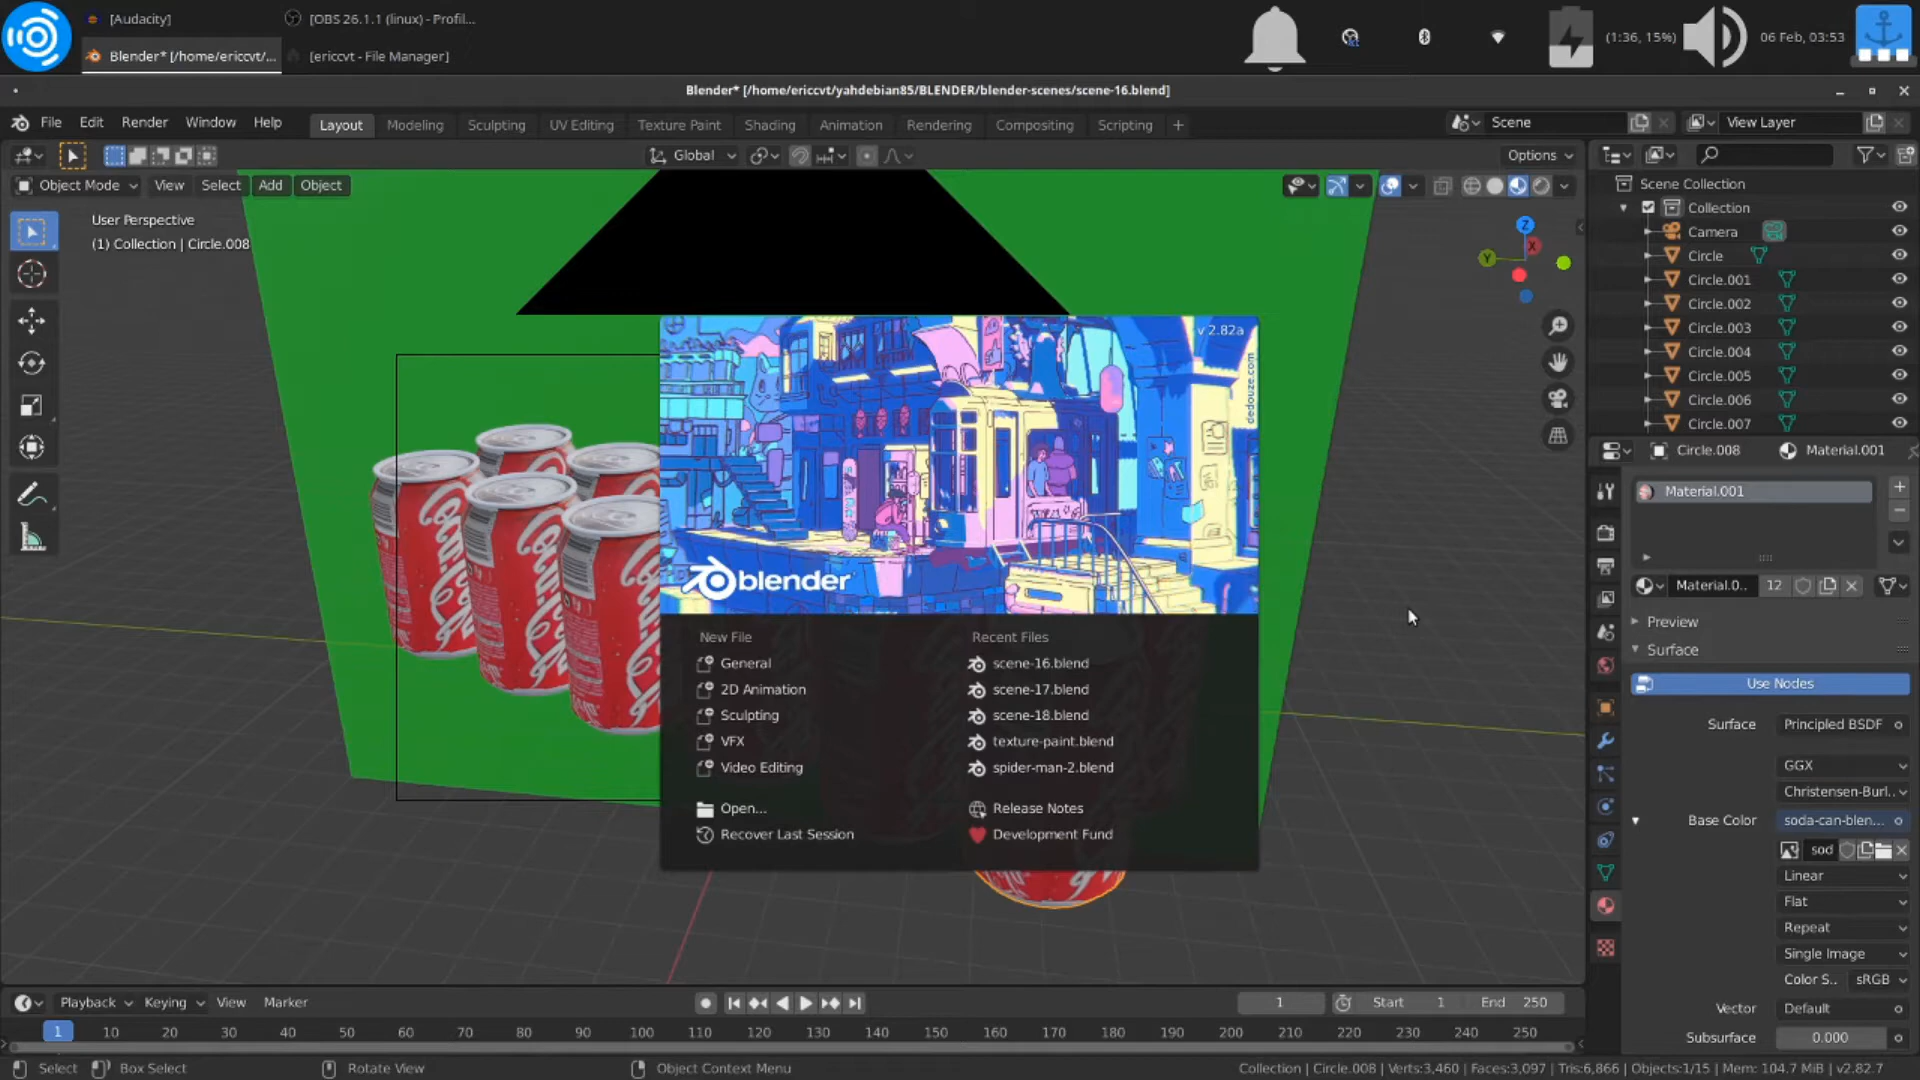 [Audacity]
[OBS 26.1.1 (linux) - Profil...
(1:36, 15%)
06 Feb, 03:53
Blender* [/home/ericcvt/...
[ericcvt - File Manager]
Blender* [/home/ericcvt/yahdebian85/BLENDER/blender-scenes/scene-16.blend]
File Edit Render Window Help
Layout Modeling Sculpting UV Editing Texture Paint Shading Animation Rendering Compositing Scripting +
Scene
View Layer
Global
Options
Object Mode View Select Add Object
User Perspective
(1) Collection | Circle.008
Z
X
Y
Scene Collection
Collection
Camera
Circle
Circle.001
Circle.002
Circle.003
Circle.004
Circle.005
Circle.006
Circle.007
v 2.82a
dedouze.com
blender
Coca-Cola
New File
General
2D Animation
Sculpting
VFX
Video Editing
Open...
Recover Last Session
Recent Files
scene-16.blend
scene-17.blend
scene-18.blend
texture-paint.blend
spider-man-2.blend
Release Notes
Development Fund
Circle.008 Material.001
Material.001
Material.0.. 12
Preview
Surface
Use Nodes
Surface Principled BSDF
GGX
Christensen-Burl..
Base Color soda-can-blen...
sod
Linear
Flat
Repeat
Single Image
Color S.. sRGB
Vector Default
Subsurface 0.000
Playback Keying View Marker
1
Start 1 End 250
1 10 20 30 40 50 60 70 80 90 100 110 120 130 140 150 160 170 180 190 200 210 220 230 240 250
Select Box Select Rotate View Object Context Menu
Collection | Circle.008 | Verts:3,460 | Faces:3,097 | Tris:6,866 | Objects:1/15 | Mem: 104.7 MiB | v2.82.7